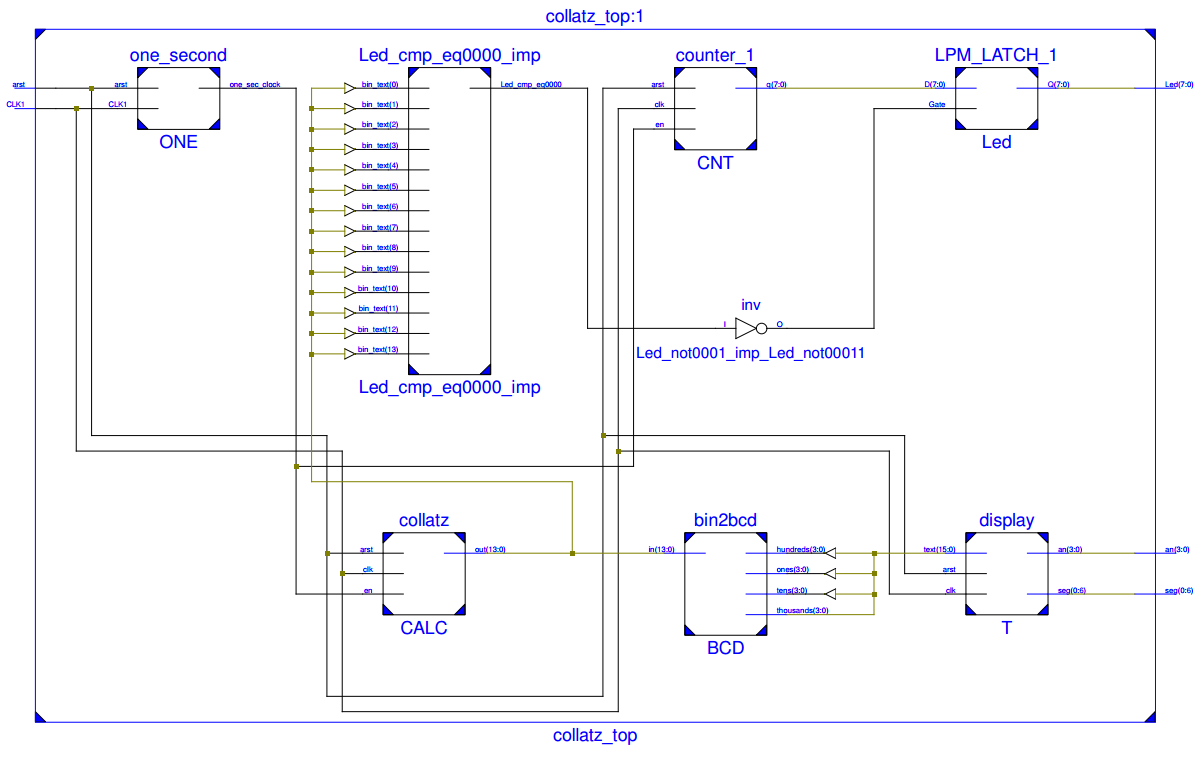 collatz_top:1
one_second
Led_cmp_eq0000_imp
counter_1
LPM_LATCH_1
arst
arst
one_sec_clock
bin_text(0)
Led_cmp_eq0000
arst
q(7:0)
D(7:0)
Q(7:0)
Led(7:0)
CLK1
CLK1
bin_text(1)
clk
Gate
bin_text(2)
en
ONE
bin_text(3)
Led
bin_text(4)
CNT
bin_text(5)
bin_text(6)
bin_text(7)
bin_text(8)
bin_text(9)
bin_text(10)
bin_text(11)
inv
bin_text(12)
I
O
bin_text(13)
Led_not0001_imp_Led_not00011
Led_cmp_eq0000_imp
collatz
bin2bcd
display
arst
out(13:0)
in(13:0)
hundreds(3:0)
text(15:0)
an(3:0)
an(3:0)
clk
ones(3:0)
arst
en
tens(3:0)
clk
seg(0:6)
seg(0:6)
thousands(3:0)
CALC
T
BCD
collatz_top